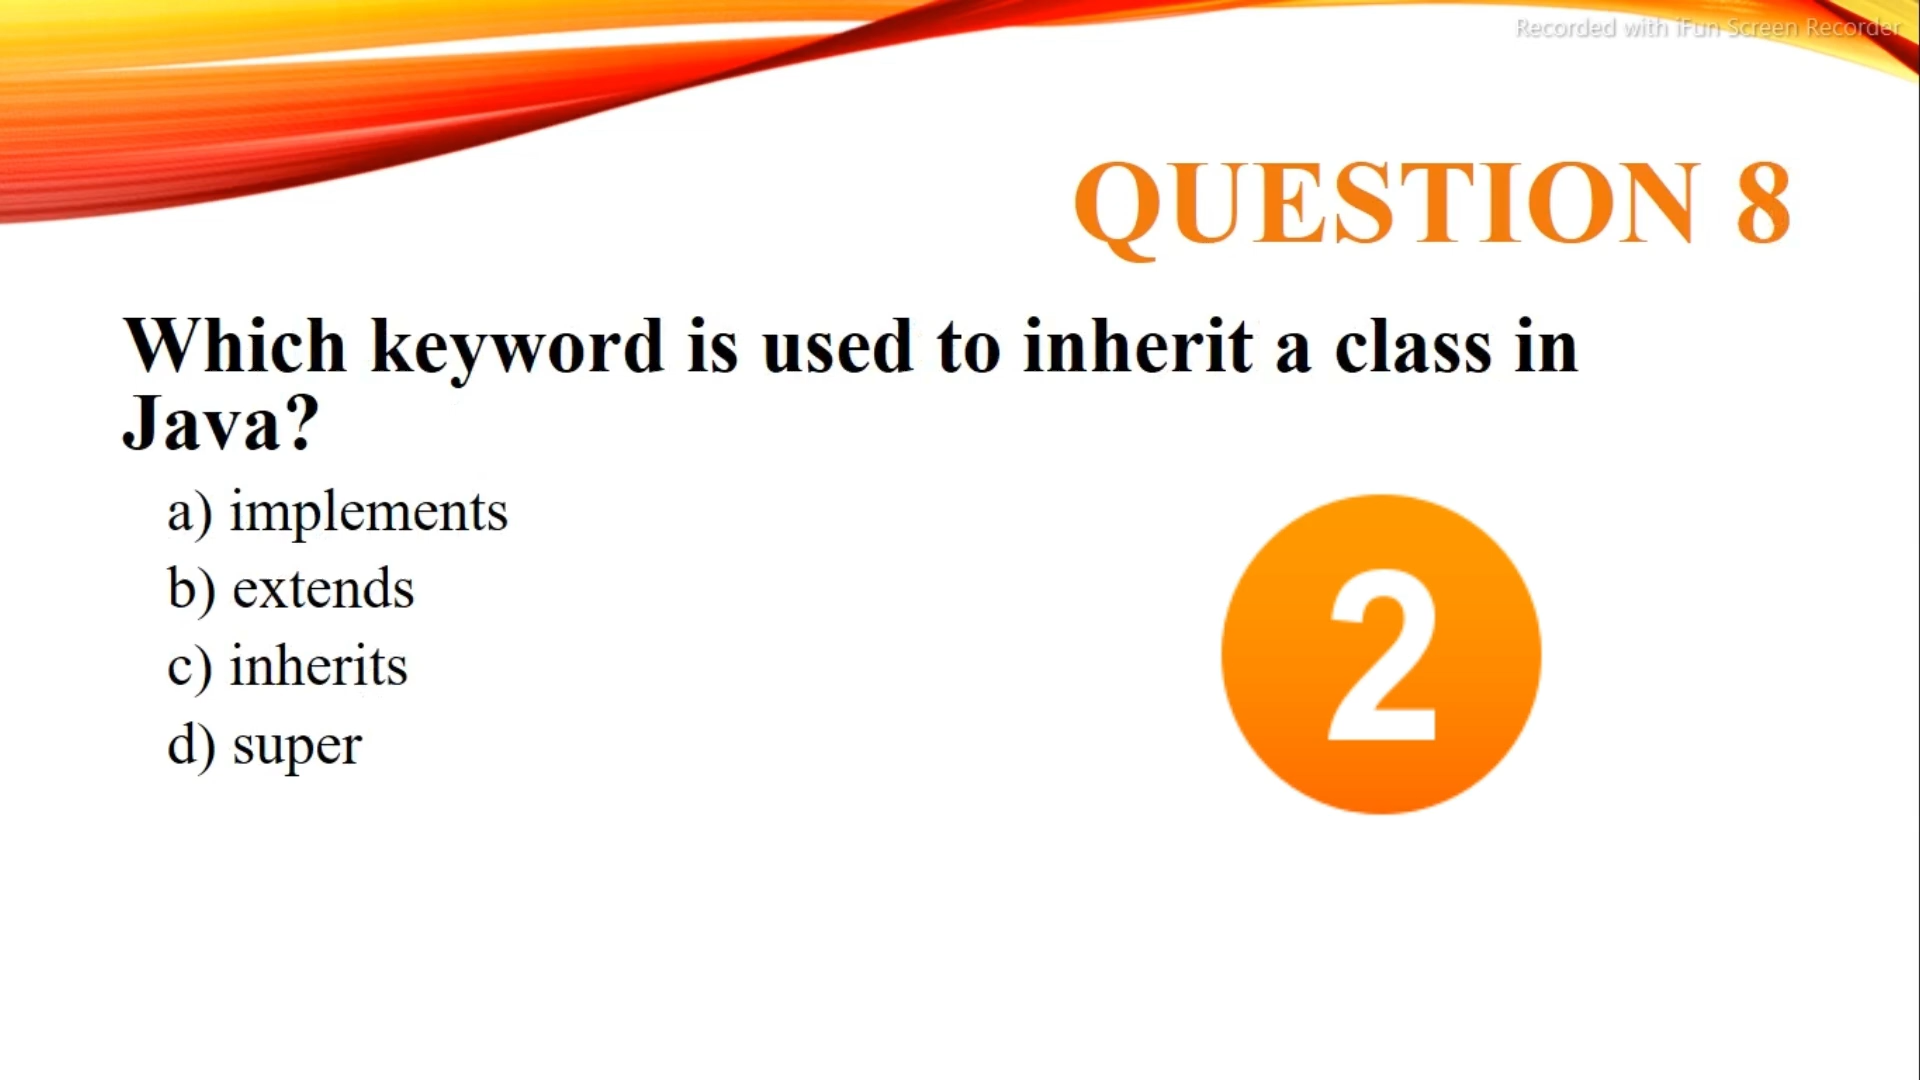 Recorded with iFun Screen Recorder
QUESTION 8
Which keyword is used to inherit a class in
Java?
a) implements
b) extends
c) inherits
d) super
2